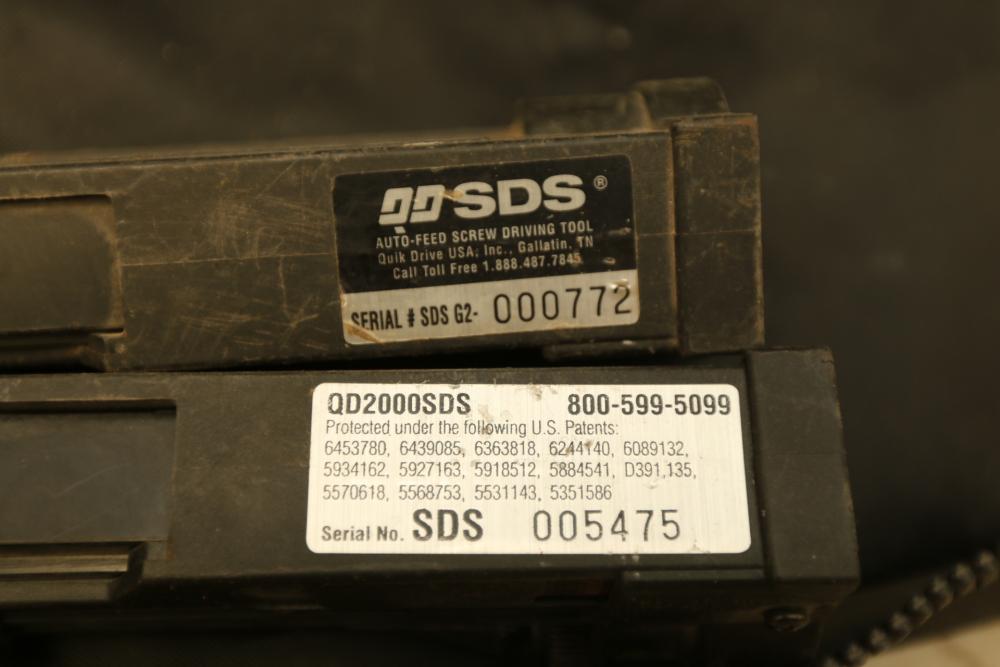 QD SDS ®
AUTO-FEED SCREW DRIVING TOOL
Quik Drive USA, Inc., Gallatin, TN
Call Toll Free 1.888.487.7845
SERIAL # SDS G2- 000772
QD2000SDS 800-599-5099
Protected under the following U.S. Patents:
6453780, 6439085, 6363818, 6244140, 6089132,
5934162, 5927163, 5918512, 5884541, D391,135,
5570618, 5568753, 5531143, 5351586
Serial No. SDS 005475